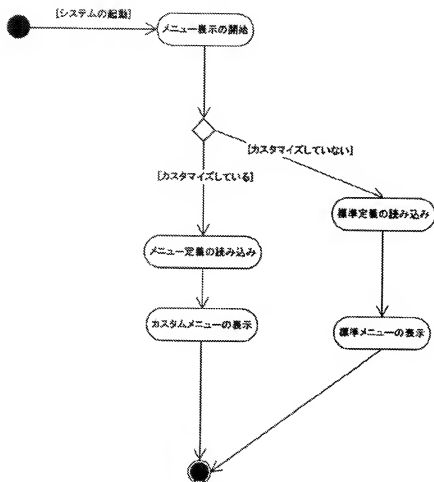 [システムの起動]
メニュー表示の開始
[カスタマイズしていない]
[カスタマイズしている]
標準定義の読み込み
メニュー定義の読み込み
カスタムメニューの表示
標準メニューの表示